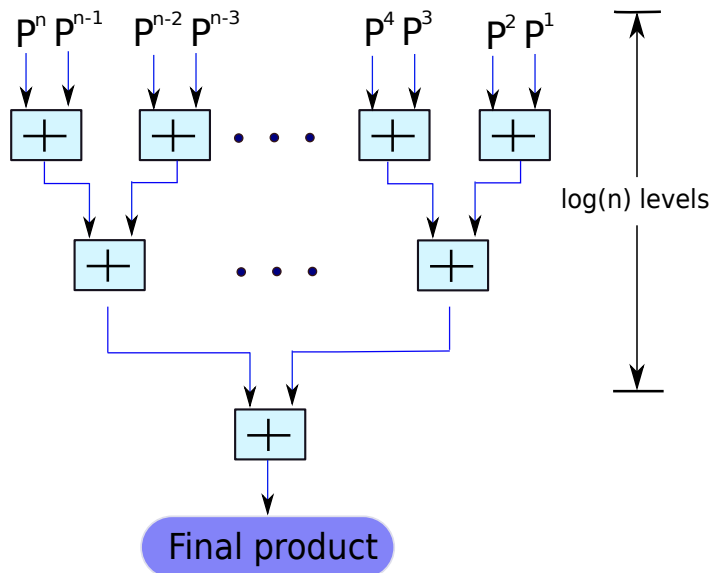 Pⁿ Pⁿ⁻¹ Pⁿ⁻² Pⁿ⁻³ P⁴ P³ P² P¹
+ + + +
log(n) levels
+ +
+
Final product